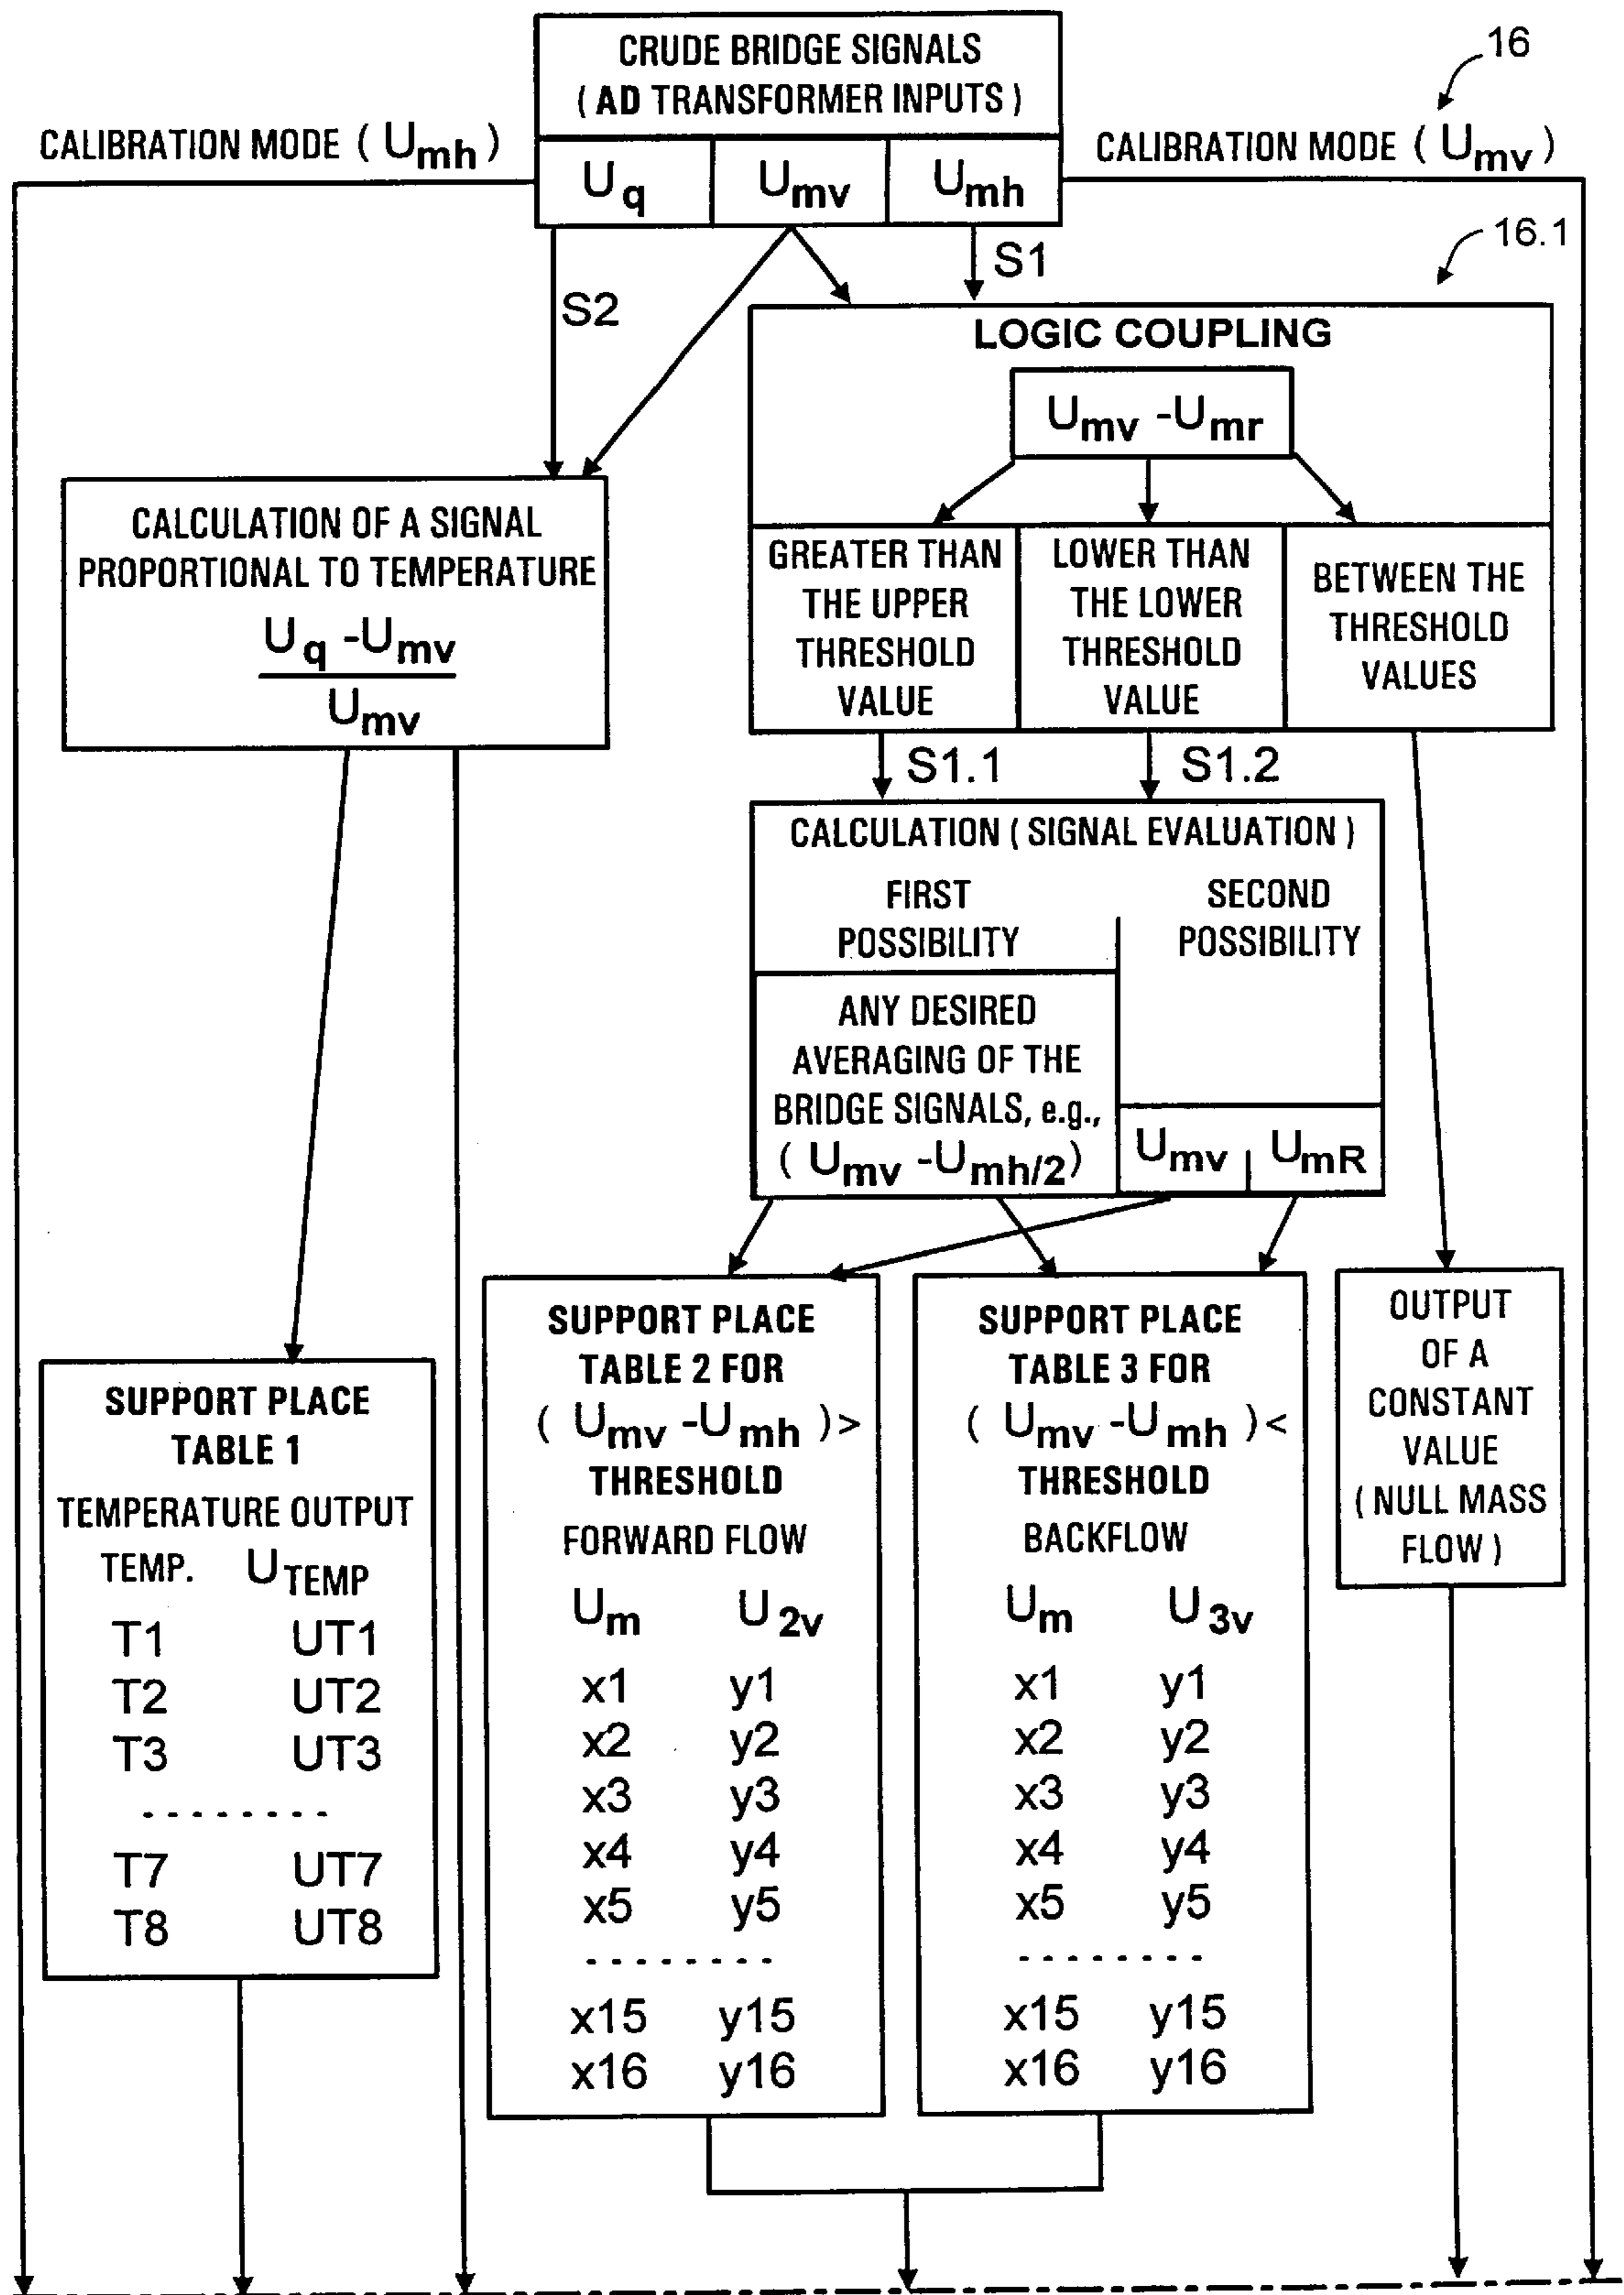 CRUDE BRIDGE SIGNALS
( AD TRANSFORMER INPUTS )
16
CALIBRATION MODE ( Umh )
CALIBRATION MODE ( Umv )
Uq Umv Umh
16.1
S1
S2
LOGIC COUPLING
Umv -Umr
CALCULATION OF A SIGNAL
PROPORTIONAL TO TEMPERATURE
Uq -Umv
Umv
GREATER THAN
THE UPPER
THRESHOLD
VALUE
LOWER THAN
THE LOWER
THRESHOLD
VALUE
BETWEEN THE
THRESHOLD
VALUES
S1.1
S1.2
CALCULATION ( SIGNAL EVALUATION )
FIRST
POSSIBILITY
SECOND
POSSIBILITY
ANY DESIRED
AVERAGING OF THE
BRIDGE SIGNALS, e.g.,
( Umv -Umh/2)
Umv UmR
SUPPORT PLACE
TABLE 1
TEMPERATURE OUTPUT
TEMP. UTEMP
T1 UT1
T2 UT2
T3 UT3
- - - - - - - -
T7 UT7
T8 UT8
SUPPORT PLACE
TABLE 2 FOR
( Umv -Umh )>
THRESHOLD
FORWARD FLOW
Um U2v
x1 y1
x2 y2
x3 y3
x4 y4
x5 y5
- - - - - - - - -
x15 y15
x16 y16
SUPPORT PLACE
TABLE 3 FOR
( Umv -Umh )<
THRESHOLD
BACKFLOW
Um U3v
x1 y1
x2 y2
x3 y3
x4 y4
x5 y5
- - - - - - - - -
x15 y15
x16 y16
OUTPUT
OF A
CONSTANT
VALUE
( NULL MASS
FLOW )